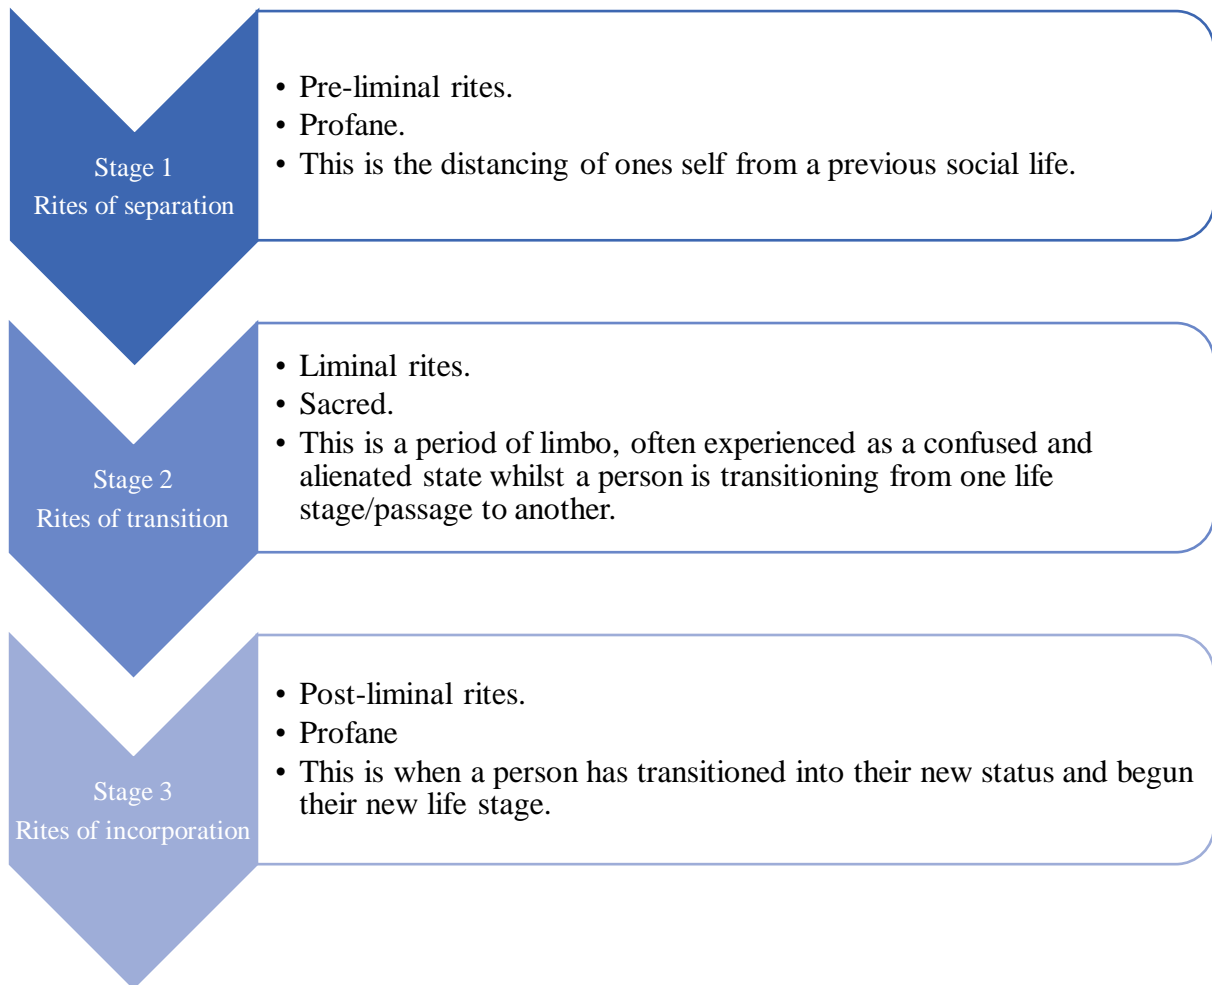 Stage 1
Rites of separation
• Pre-liminal rites.
• Profane.
• This is the distancing of ones self from a previous social life.
Stage 2
Rites of transition
• Liminal rites.
• Sacred.
• This is a period of limbo, often experienced as a confused and
alienated state whilst a person is transitioning from one life
stage/passage to another.
Stage 3
Rites of incorporation
• Post-liminal rites.
• Profane
• This is when a person has transitioned into their new status and begun
their new life stage.